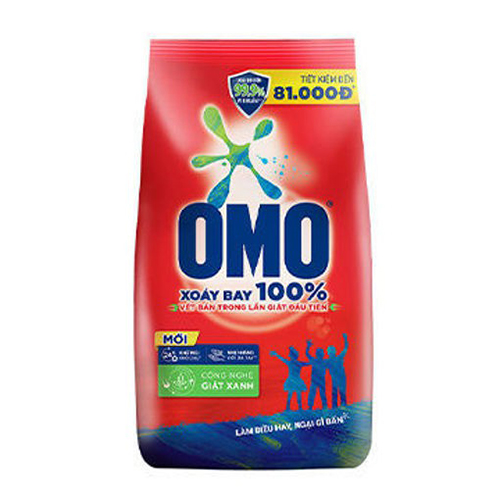 99.9%
TIẾT KIỆM ĐẾN
81.000Đ*
OMO
XOÁY BAY 100%
VẾT BẨN TRONG LẦN GIẶT ĐẦU TIÊN
MỚI
CÔNG NGHỆ
GIẶT XANH
LÀM ĐIỀU HAY, NGẠI GÌ BẨN!